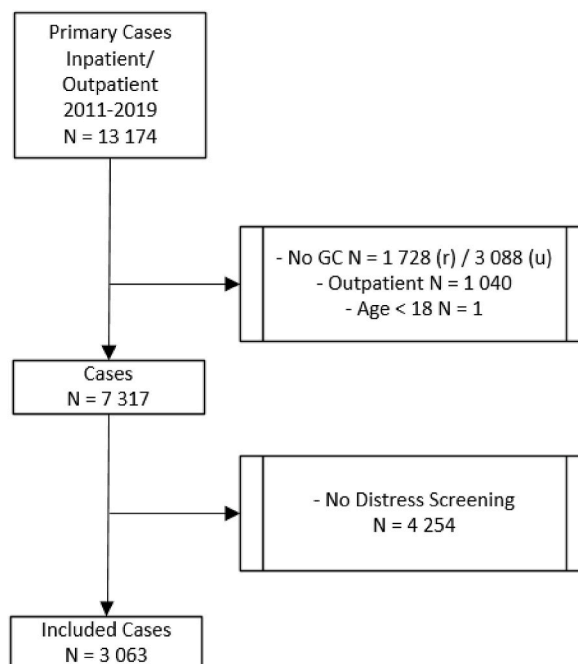 Primary Cases
Inpatient/
Outpatient
2011-2019
N = 13 174
- No GC N = 1 728 (r) / 3 088 (u)
- Outpatient N = 1 040
- Age < 18 N = 1
Cases
N = 7 317
- No Distress Screening
N = 4 254
Included Cases
N = 3 063